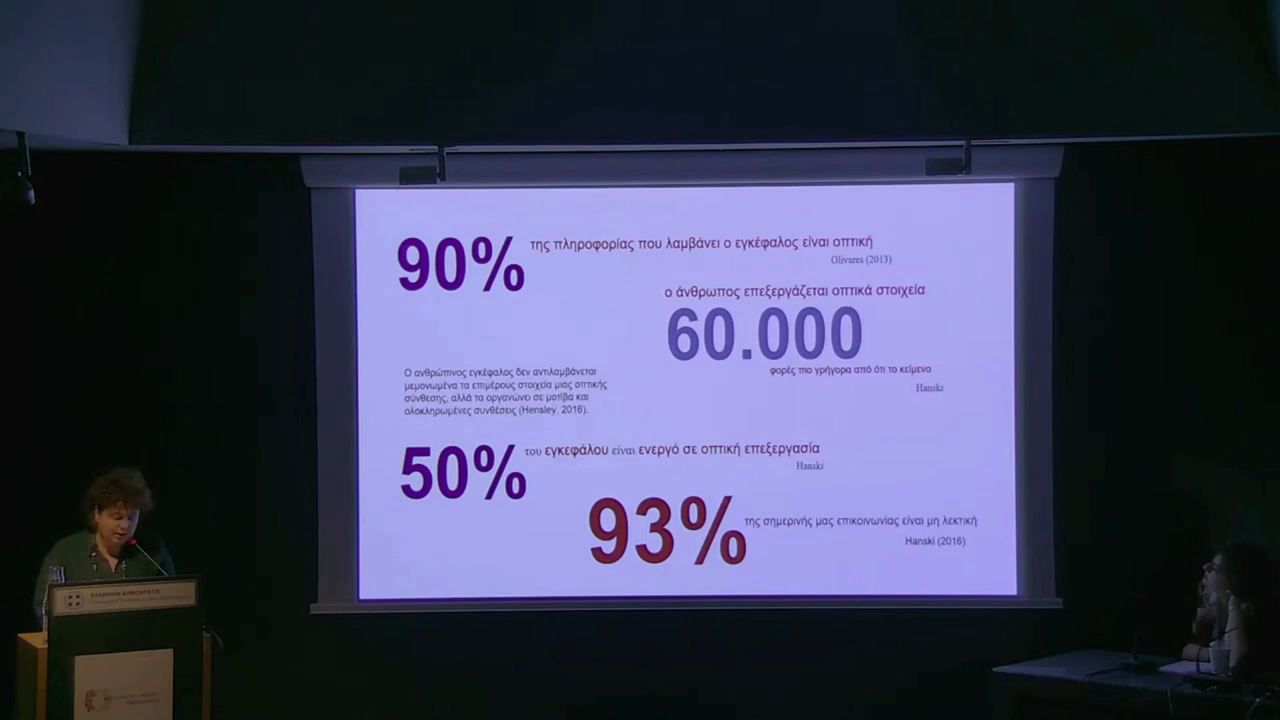 90% της πληροφορίας που λαμβάνει ο εγκέφαλος είναι οπτική
Olivares (2013)
ο άνθρωπος επεξεργάζεται οπτικά στοιχεία
60.000
φορές πιο γρήγορα από ότι το κείμενο
Hanski
Ο ανθρώπινος εγκέφαλος δεν αντιλαμβάνεται
μεμονωμένα τα επιμέρους στοιχεία μιας οπτικής
σύνθεσης, αλλά τα οργανώνει σε μοτίβα και
ολοκληρωμένες συνθέσεις (Hensley, 2016).
50% του εγκεφάλου είναι ενεργό σε οπτική επεξεργασία
Hanski
93% της σημερινής μας επικοινωνίας είναι μη λεκτική
Hanski (2016)
ΕΛΛΗΝΙΚΗ ΔΗΜΟΚΡΑΤΙΑ